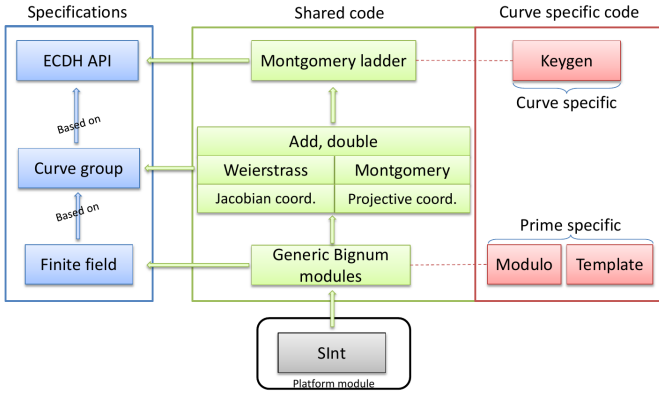 Specifications
Shared code
Curve specific code
ECDH API
Montgomery ladder
Keygen
Curve specific
Based on
Add, double
Curve group
Weierstrass
Montgomery
Jacobian coord.
Projective coord.
Based on
Prime specific
Finite field
Generic Bignum
modules
Modulo
Template
SInt
Platform module